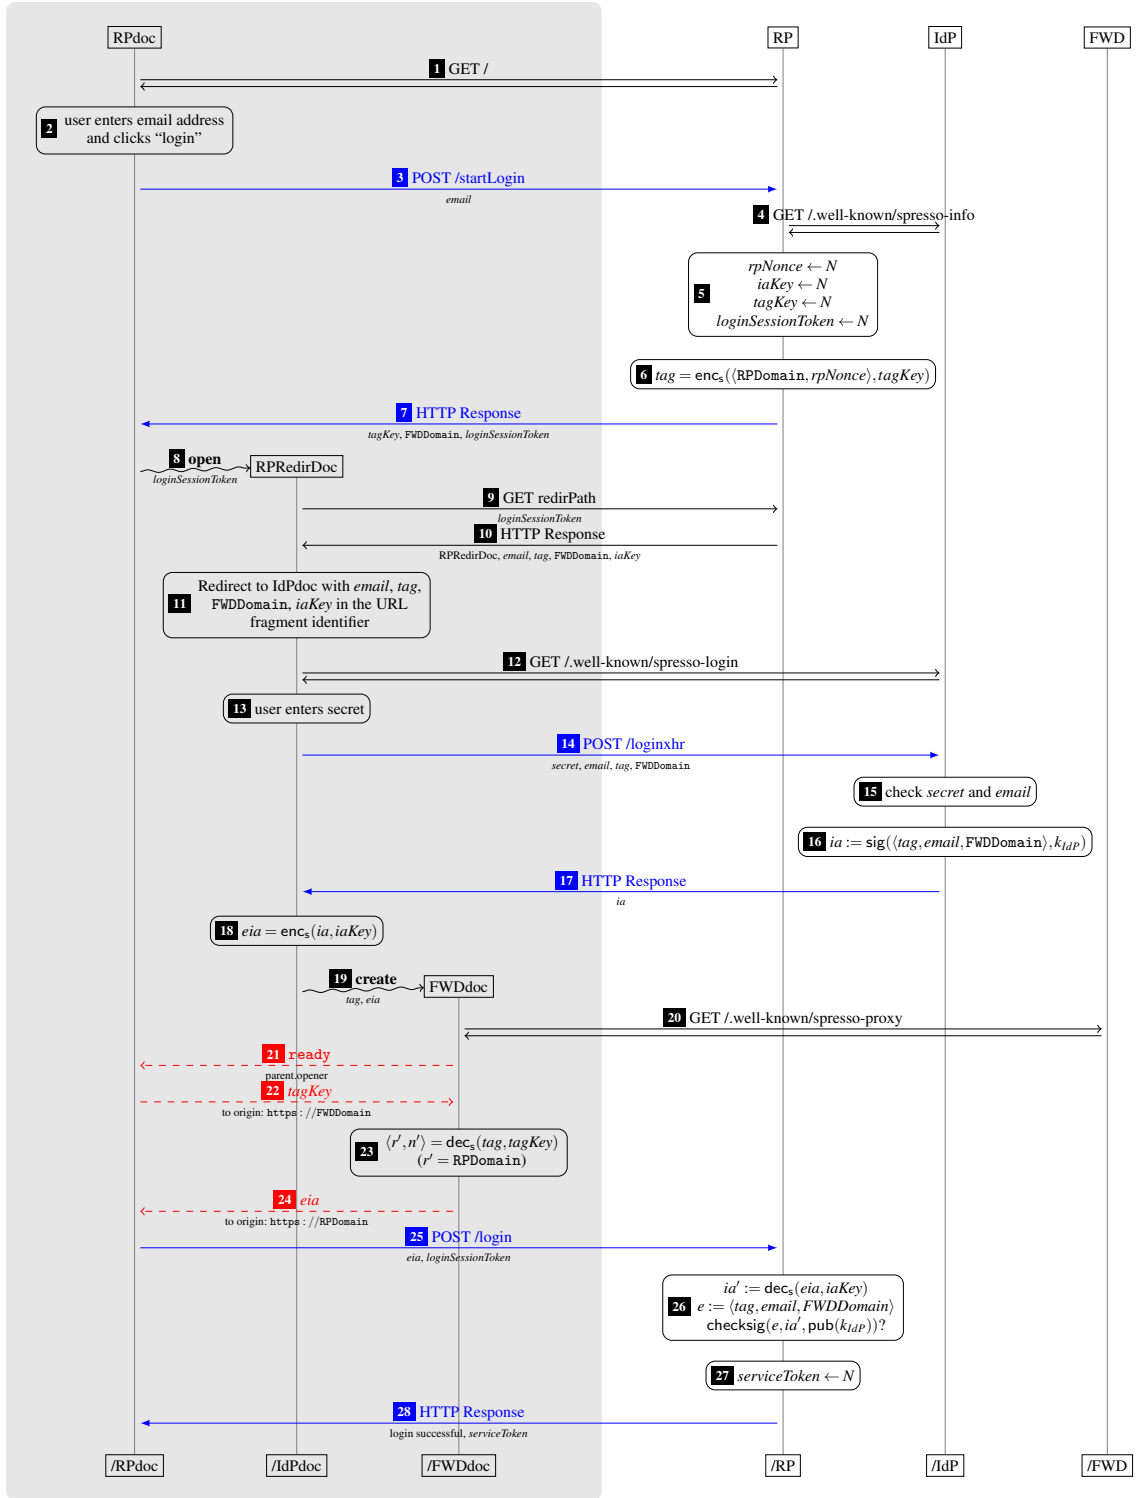 RPdoc
RP
IdP
FWD
1 GET /
2 user enters email address
and clicks “login”
3 POST /startLogin
email
4 GET /.well-known/spresso-info
5
rpNonce ← N
iaKey ← N
tagKey ← N
loginSessionToken ← N
6 tag = encₛ(⟨RPDomain, rpNonce⟩, tagKey)
7 HTTP Response
tagKey, FWDDomain, loginSessionToken
8 open
loginSessionToken
RPRedirDoc
9 GET redirPath
loginSessionToken
10 HTTP Response
RPRedirDoc, email, tag, FWDDomain, iaKey
11
Redirect to IdPdoc with email, tag,
FWDDomain, iaKey in the URL
fragment identifier
12 GET /.well-known/spresso-login
13 user enters secret
14 POST /loginxhr
secret, email, tag, FWDDomain
15 check secret and email
16 ia := sig(⟨tag, email, FWDDomain⟩, k_IdP)
17 HTTP Response
ia
18 eia = encₛ(ia, iaKey)
19 create
tag, eia
FWDdoc
20 GET /.well-known/spresso-proxy
21 ready
parent.opener
22 tagKey
to origin: https://FWDDomain
23
⟨r′, n′⟩ = decₛ(tag, tagKey)
(r′ = RPDomain)
24 eia
to origin: https://RPDomain
25 POST /login
eia, loginSessionToken
26
ia′ := decₛ(eia, iaKey)
e := ⟨tag, email, FWDDomain⟩
checksig(e, ia′, pub(k_IdP))?
27 serviceToken ← N
28 HTTP Response
login successful, serviceToken
/RPdoc
/IdPdoc
/FWDdoc
/RP
/IdP
/FWD